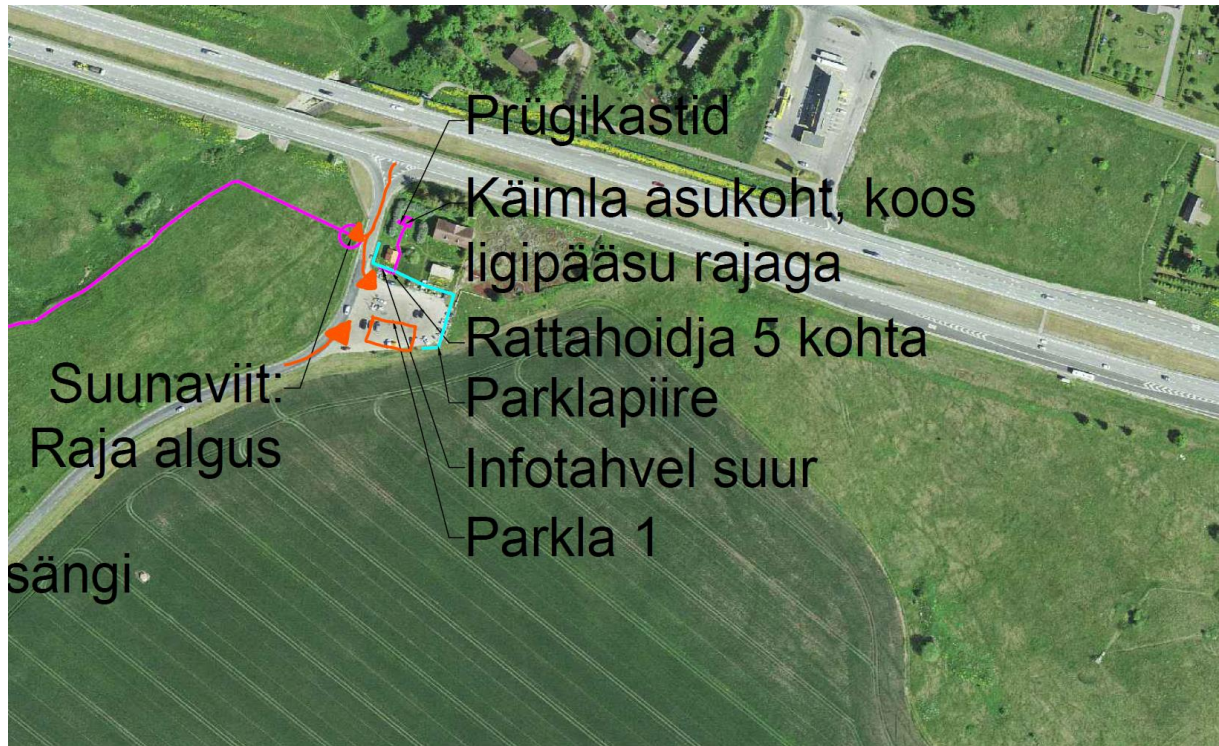 Prügikastid
Käimla asukoht, koos
ligipääsu rajaga
Rattahoidja 5 kohta
Suunaviit:
Parklapiire
Raja algus
Infotahvel suur
Parkla 1
sängi